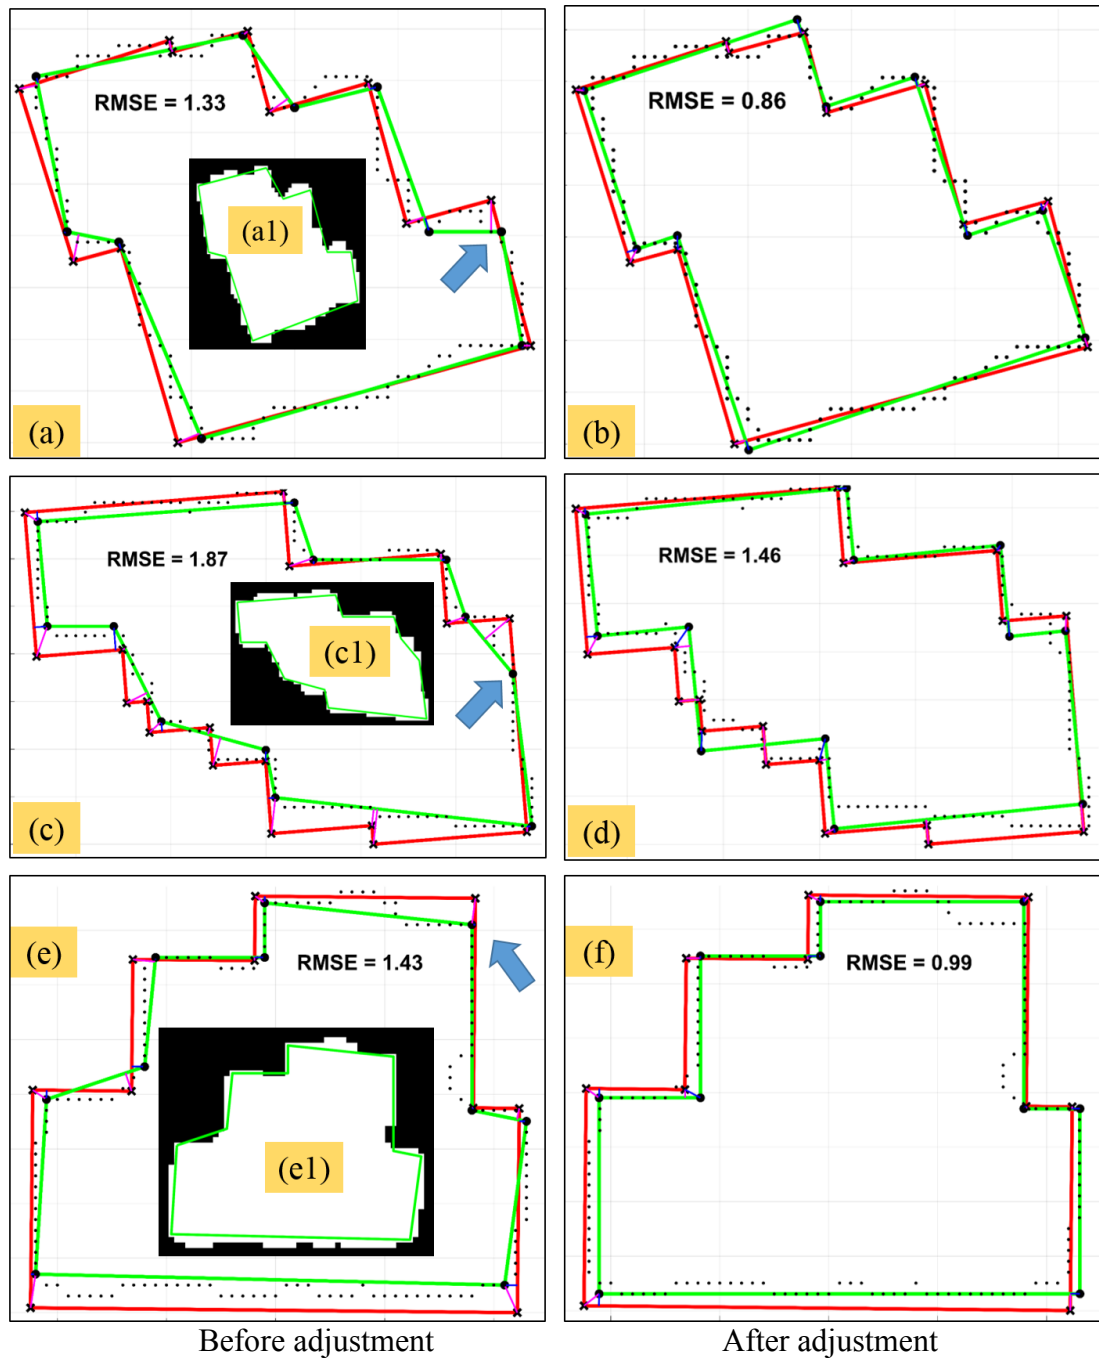 RMSE = 1.33
(a1)
(a)
RMSE = 0.86
(b)
RMSE = 1.87
(c1)
(c)
RMSE = 1.46
(d)
(e)
RMSE = 1.43
(e1)
(f)
RMSE = 0.99
Before adjustment
After adjustment